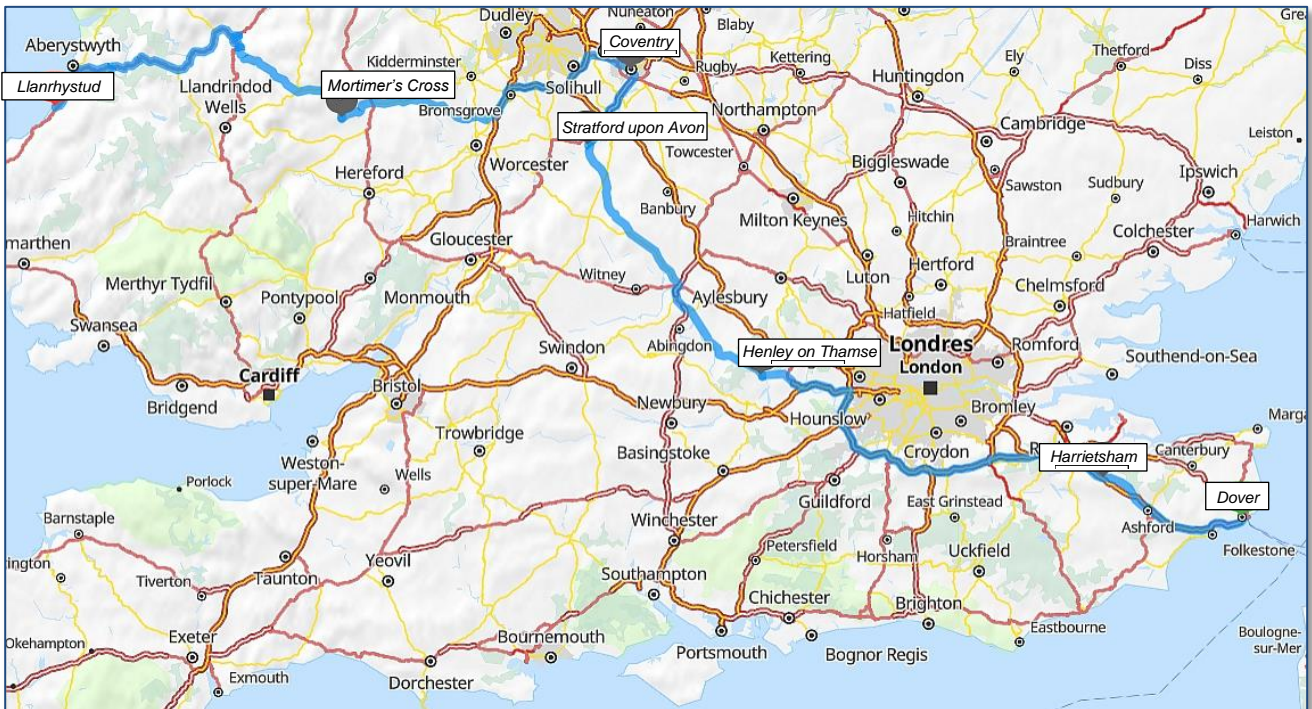 Dudley
Nuneaton
Blaby
Gre
Aberystwyth
Coventry
Kettering
Ely
Thetford
Diss
Kidderminster
Rugby
Huntingdon
Llanrhystud
Llandrindod
Wells
Mortimer's Cross
Solihull
Bromsgrove
Northampton
Stratford upon Avon
Cambridge
Leiston
Worcester
Towcester
Biggleswade
Hereford
Sawston
Sudbury
Ipswich
Banbury
Milton Keynes
Hitchin
Harwich
marthen
Gloucester
Braintree
Colchester
Witney
Luton
Hertford
Merthyr Tydfil
Pontypool
Monmouth
Aylesbury
Chelmsford
Hatfield
Swansea
Swindon
Abingdon
Henley on Thamse
Londres
London
Romford
Southend-on-Sea
Cardiff
Bristol
Bridgend
Newbury
Hounslow
Bromley
Marga
Trowbridge
Basingstoke
Croydon
R
Harrietsham
Canterbury
Weston-
super-Mare
Wells
Porlock
Guildford
East Grinstead
Dover
Barnstaple
Winchester
Ashford
Folkestone
ington
Tiverton
Taunton
Yeovil
Petersfield
Horsham
Uckfield
Southampton
Chichester
Brighton
Okehampton
Exeter
Bournemouth
Eastbourne
Boulogne-
sur-Mer
Portsmouth
Bognor Regis
Exmouth
Dorchester